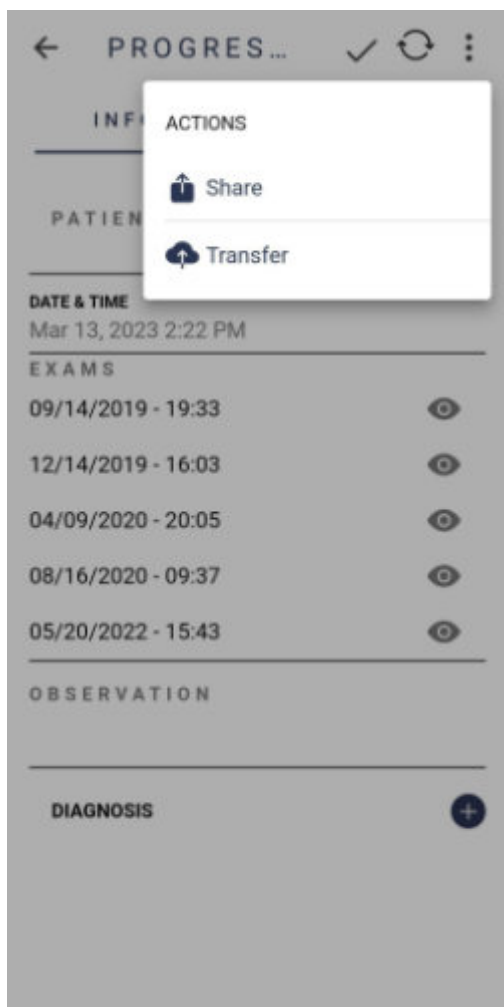 PROGRES...
INF
ACTIONS
Share
PATIEN
Transfer
DATE & TIME
Mar 13, 2023 2:22 PM
EXAMS
09/14/2019 - 19:33
12/14/2019 - 16:03
04/09/2020 - 20:05
08/16/2020 - 09:37
05/20/2022 - 15:43
OBSERVATION
DIAGNOSIS